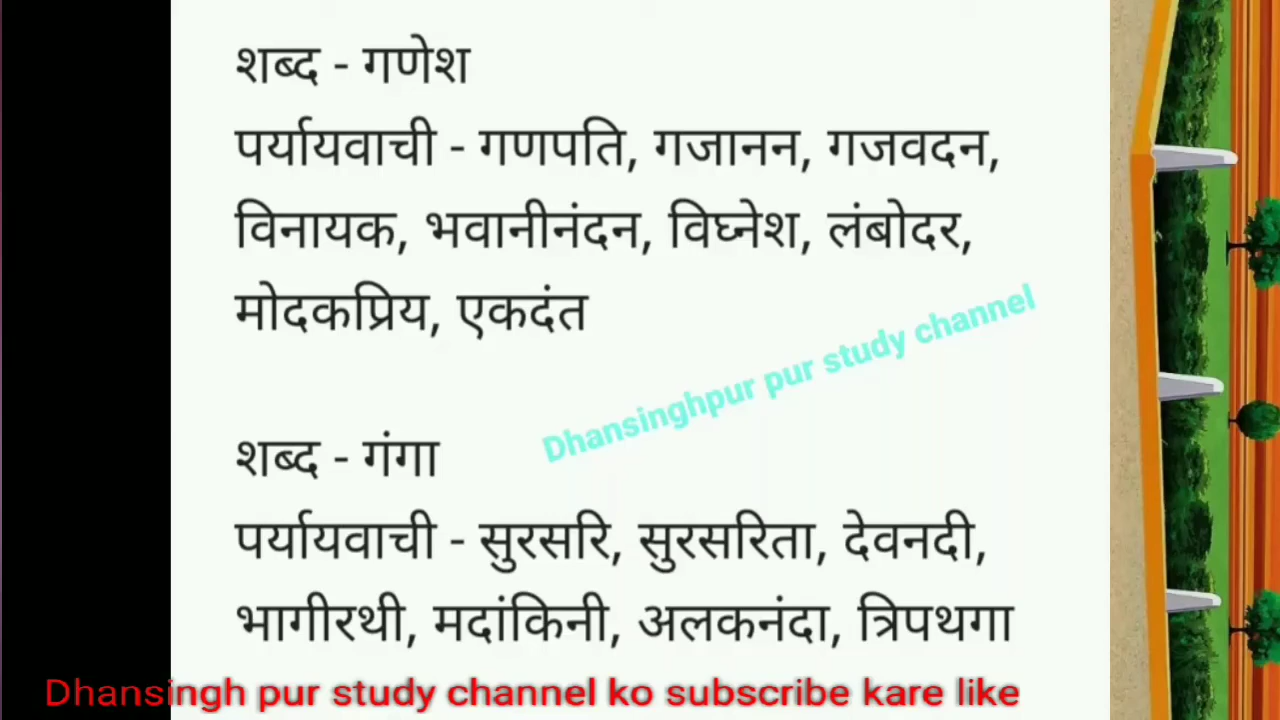 शब्द - गणेश
पर्यायवाची - गणपति, गजानन, गजवदन,
विनायक, भवानीनंदन, विघ्नेश, लंबोदर,
मोदकप्रिय, एकदंत
Dhansinghpur pur study channel
शब्द - गंगा
पर्यायवाची - सुरसरि, सुरसरिता, देवनदी,
भागीरथी, मदांकिनी, अलकनंदा, त्रिपथगा
Dhansingh pur study channel ko subscribe kare like